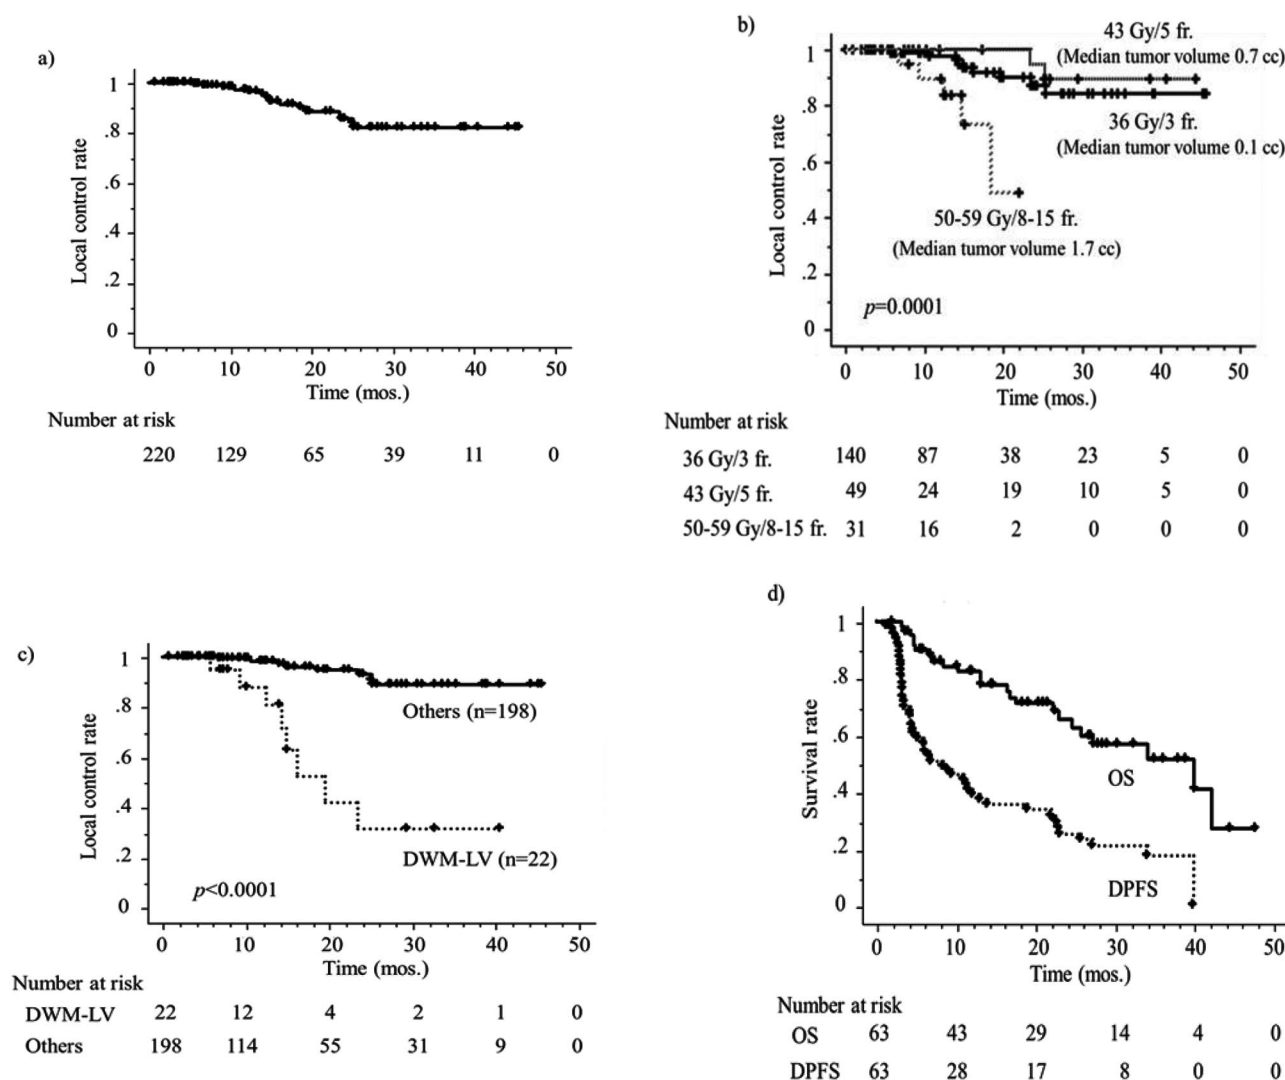 a)
Local control rate
1
.8
.6
.4
.2
0
0 10 20 30 40 50
Time (mos.)
Number at risk
220 129 65 39 11 0
b)
Local control rate
1
.8
.6
.4
.2
0
43 Gy/5 fr.
(Median tumor volume 0.7 cc)
36 Gy/3 fr.
(Median tumor volume 0.1 cc)
50-59 Gy/8-15 fr.
(Median tumor volume 1.7 cc)
p=0.0001
0 10 20 30 40 50
Time (mos.)
Number at risk
36 Gy/3 fr. 140 87 38 23 5 0
43 Gy/5 fr. 49 24 19 10 5 0
50-59 Gy/8-15 fr. 31 16 2 0 0 0
c)
Local control rate
1
.8
.6
.4
.2
0
Others (n=198)
DWM-LV (n=22)
p<0.0001
0 10 20 30 40 50
Time (mos.)
Number at risk
DWM-LV 22 12 4 2 1 0
Others 198 114 55 31 9 0
d)
Survival rate
1
.8
.6
.4
.2
0
OS
DPFS
0 10 20 30 40 50
Time (mos.)
Number at risk
OS 63 43 29 14 4 0
DPFS 63 28 17 8 0 0